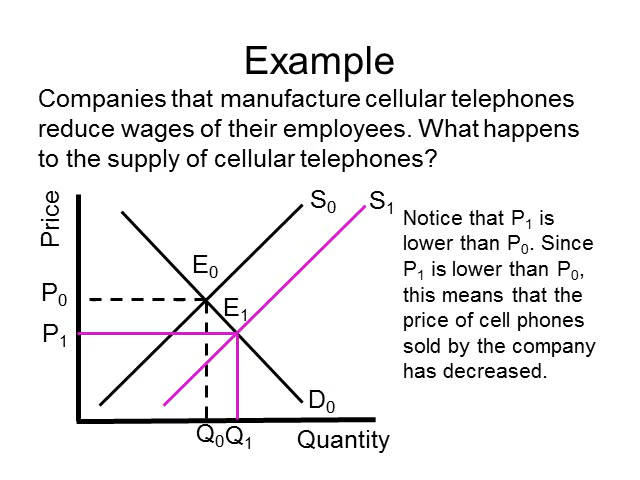 Example
Companies that manufacture cellular telephones
reduce wages of their employees. What happens
to the supply of cellular telephones?
Price
S₀
S₁
E₀
P₀
E₁
P₁
D₀
Q₀Q₁
Quantity
Notice that P₁ is
lower than P₀. Since
P₁ is lower than P₀,
this means that the
price of cell phones
sold by the company
has decreased.